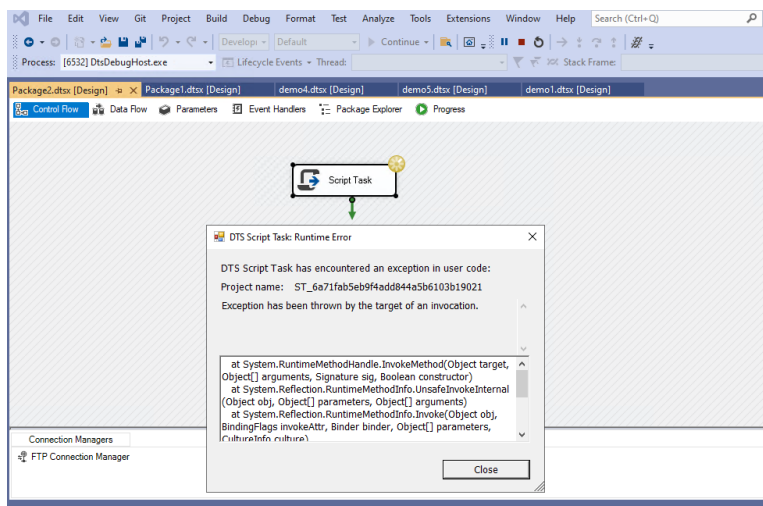 File Edit View Git Project Build Debug Format Test Analyze Tools Extensions Window Help Search (Ctrl+Q)
Develop Default Continue
Process: [6532] DtsDebugHost.exe Lifecycle Events Thread: Stack Frame:
Package2.dtsx [Design] Package1.dtsx [Design] demo4.dtsx [Design] demo5.dtsx [Design] demo1.dtsx [Design]
Control Flow Data Flow Parameters Event Handlers Package Explorer Progress
Script Task
DTS Script Task: Runtime Error
DTS Script Task has encountered an exception in user code:
Project name: ST_6a71fab5eb9f4add844a5b6103b19021
Exception has been thrown by the target of an invocation.
at System.RuntimeMethodHandle.InvokeMethod(Object target,
Object[] arguments, Signature sig, Boolean constructor)
at System.Reflection.RuntimeMethodInfo.UnsafeInvokeInternal
(Object obj, Object[] parameters, Object[] arguments)
at System.Reflection.RuntimeMethodInfo.Invoke(Object obj,
BindingFlags invokeAttr, Binder binder, Object[] parameters,
CultureInfo culture)
Connection Managers
FTP Connection Manager
Close